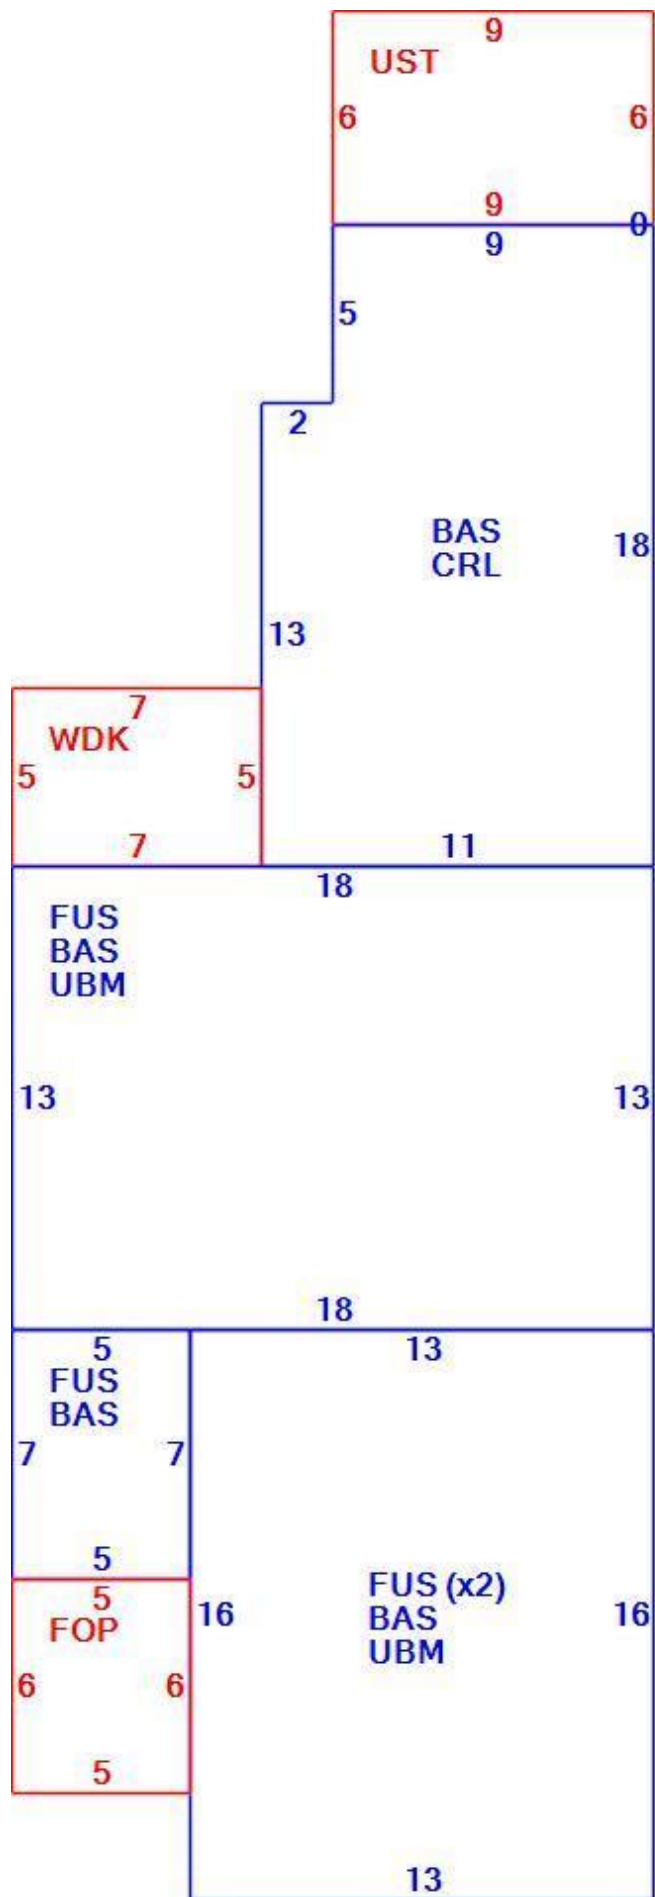 9
UST
6 6
9
0
9
5
2
BAS
CRL
18
13
7
WDK
5 5
7
11
18
FUS
BAS
UBM
13 13
18
5 13
FUS
BAS
7 7
5
5
FUS (x2)
BAS
UBM
16 16
FOP
6 6
5
13